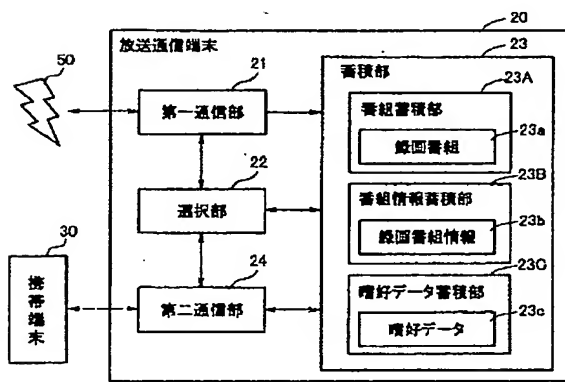 20
放送通信端末
23
50
21
蓄積部
23A
第一通信部
番組蓄積部
23a
録画番組
22
23B
選択部
番組情報蓄積部
23b
録画番組情報
30
24
23C
携帯端末
第二通信部
嗜好データ蓄積部
23c
嗜好データ